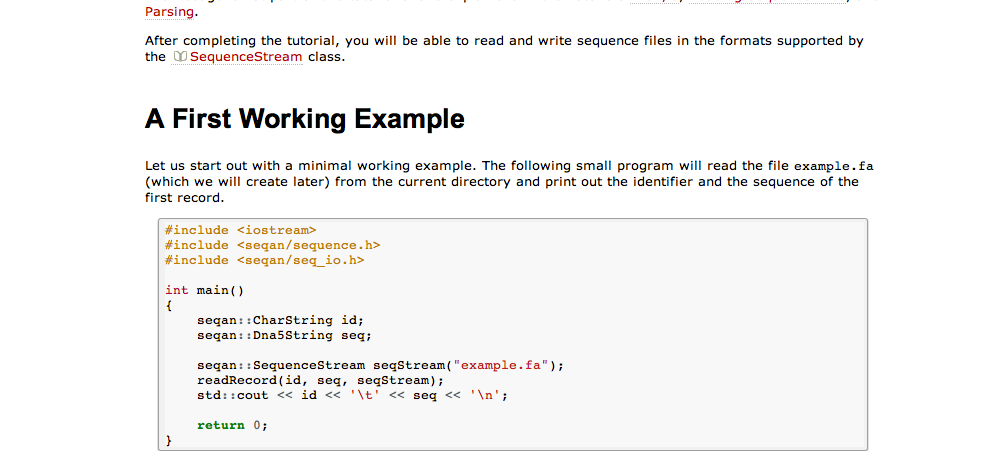 Parsing.
After completing the tutorial, you will be able to read and write sequence files in the formats supported by
the SequenceStream class.
A First Working Example
Let us start out with a minimal working example. The following small program will read the file example.fa
(which we will create later) from the current directory and print out the identifier and the sequence of the
first record.
#include <iostream>
#include <seqan/sequence.h>
#include <seqan/seq_io.h>
int main()
{
    seqan::CharString id;
    seqan::Dna5String seq;
    seqan::SequenceStream seqStream("example.fa");
    readRecord(id, seq, seqStream);
    std::cout << id << '\t' << seq << '\n';
    return 0;
}